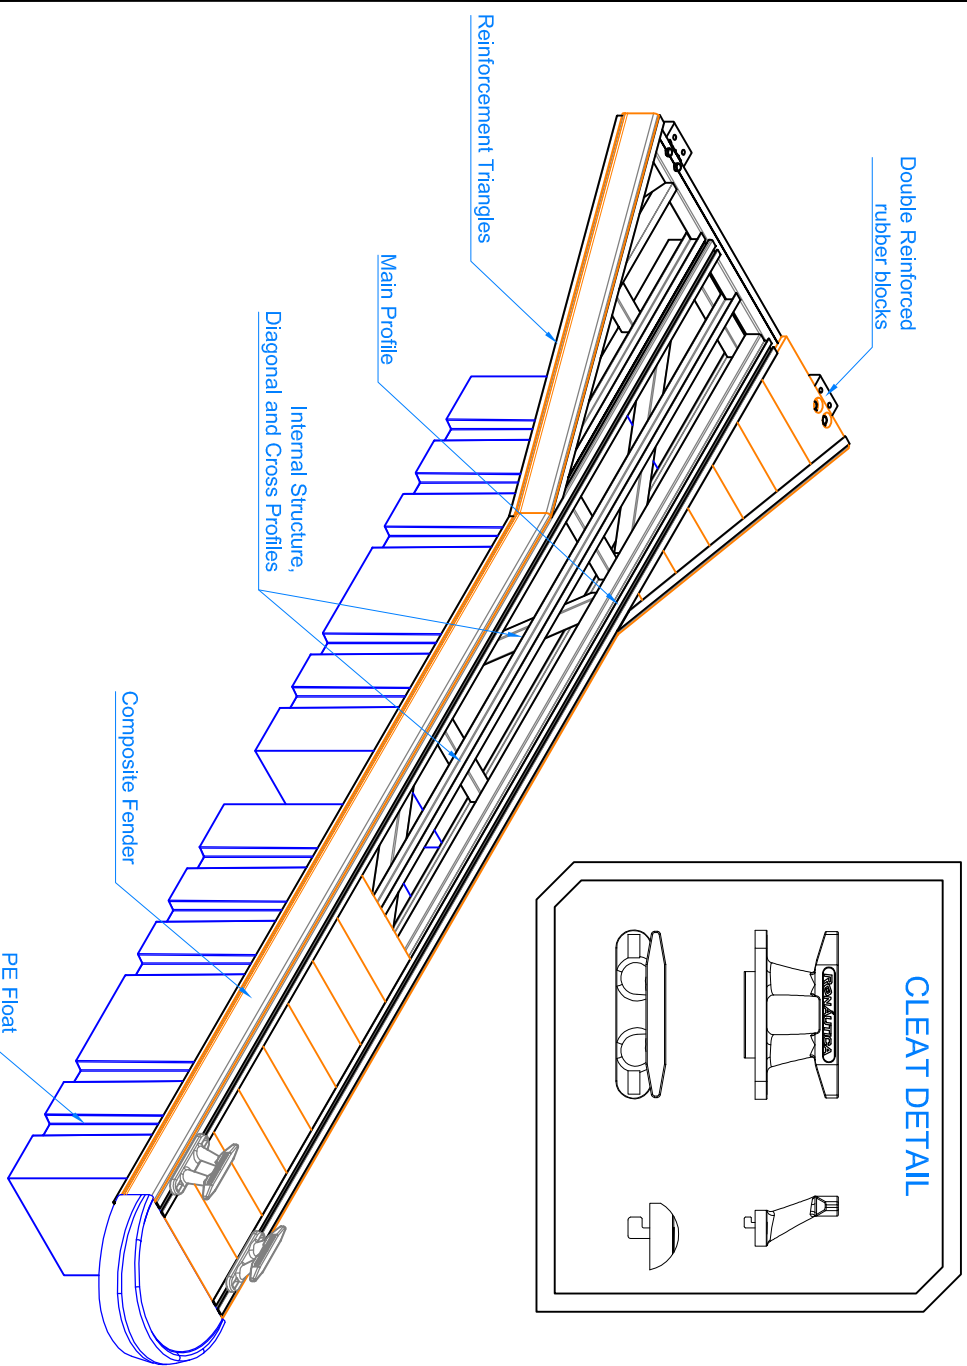 CLEAT DETAIL
RONÁUTICA
Double Reinforced
rubber blocks
Reinforcement Triangles
Main Profile
Internal Structure,
Diagonal and Cross Profiles
Composite Fender
PE Float